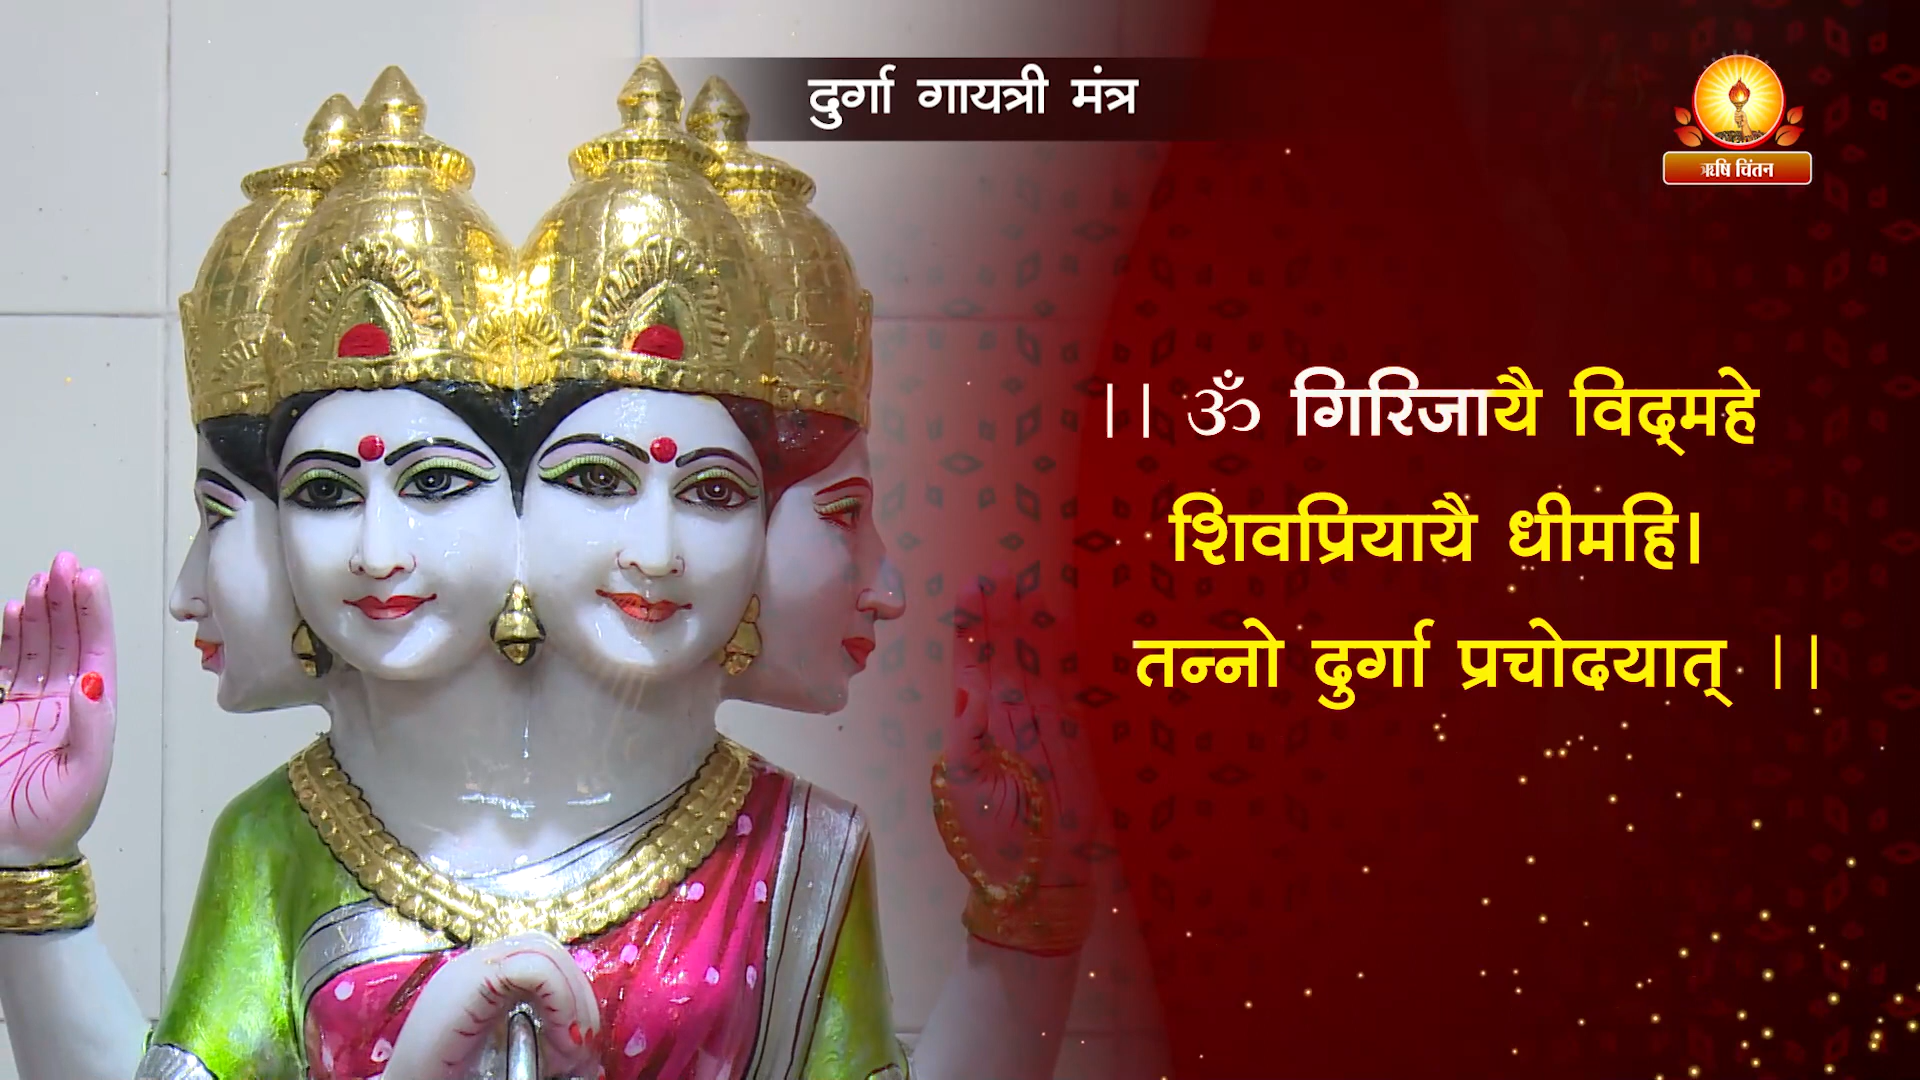 दुर्गा गायत्री मंत्र
ऋषि चिंतन
।। ॐ गिरिजायै विद्‌महे
शिवप्रियायै धीमहि।
तन्नो दुर्गा प्रचोदयात् ।।